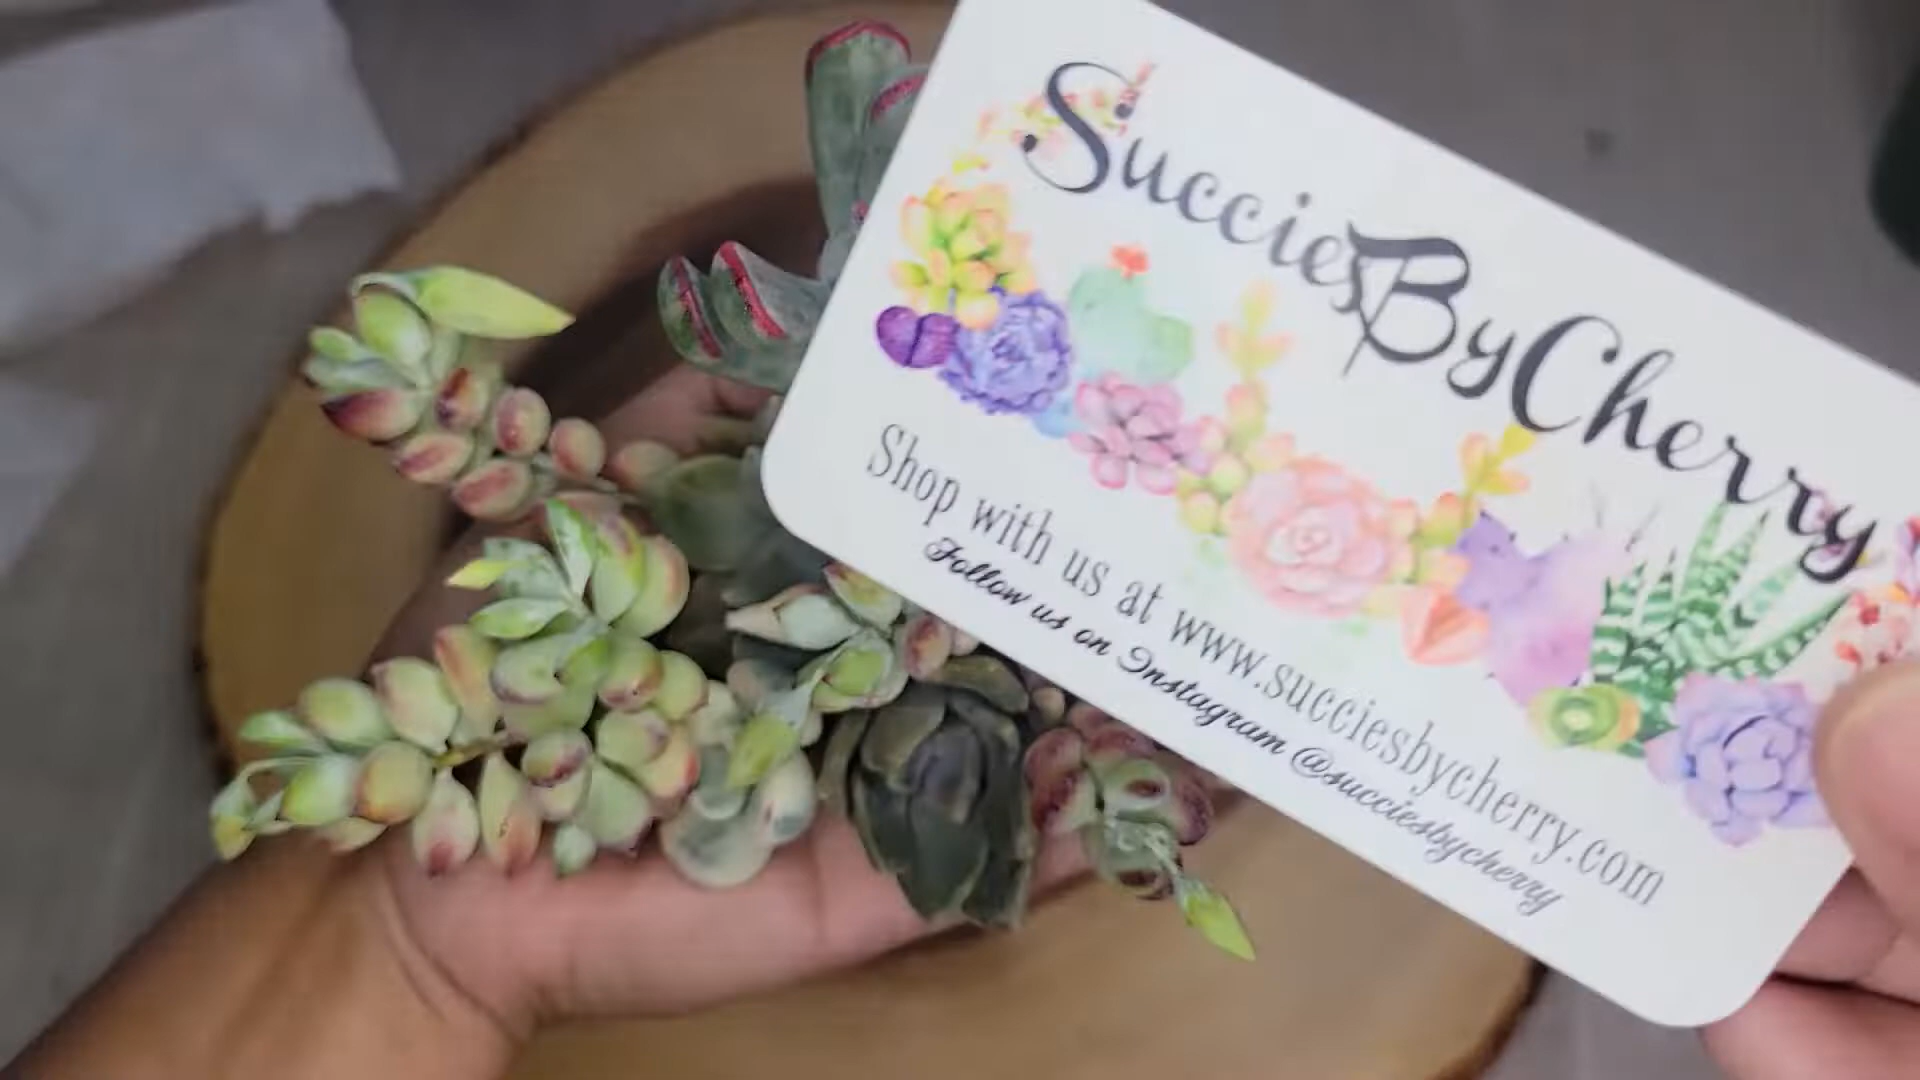 SucciesByCherry
Shop with us at www.succiesbycherry.com
Follow us on Instagram @succiesbycherry